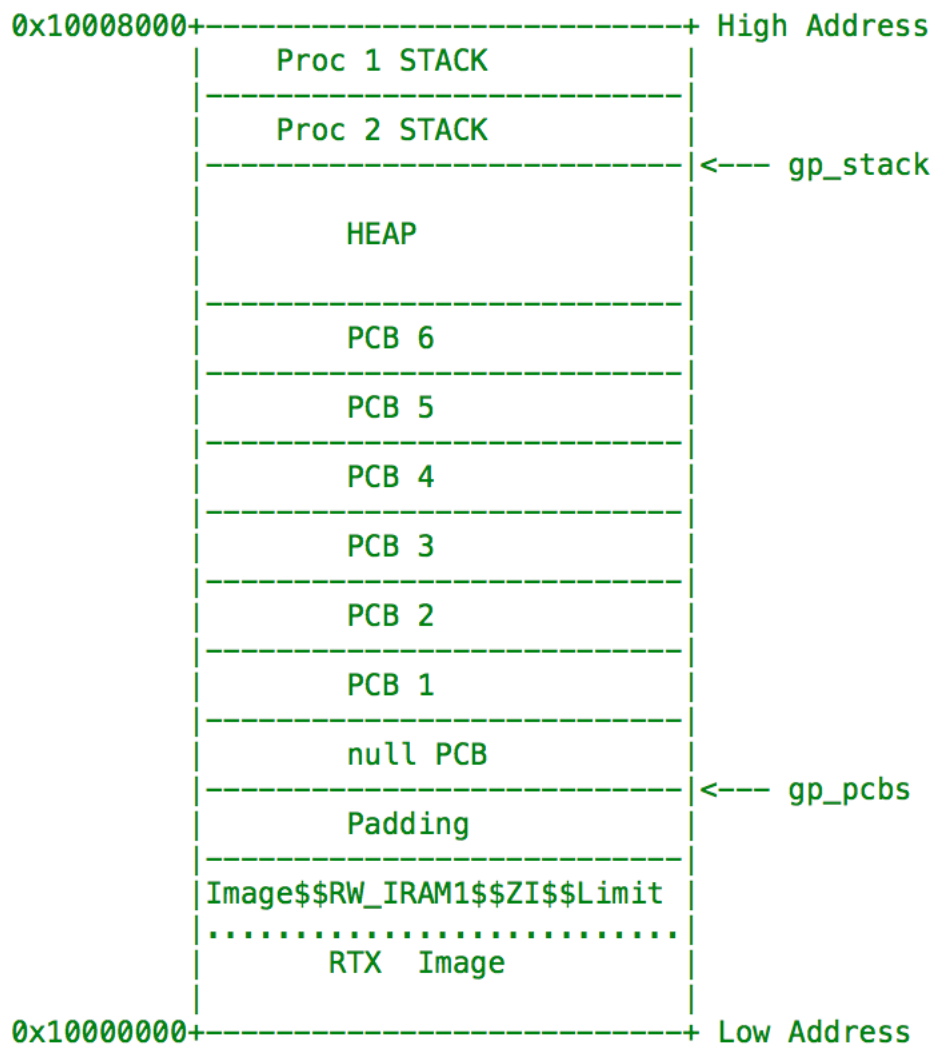 0x10008000+---------------------------+ High Address
| Proc 1 STACK |
|---------------------------|
| Proc 2 STACK |
|---------------------------|<--- gp_stack
| |
| HEAP |
| |
|---------------------------|
| PCB 6 |
|---------------------------|
| PCB 5 |
|---------------------------|
| PCB 4 |
|---------------------------|
| PCB 3 |
|---------------------------|
| PCB 2 |
|---------------------------|
| PCB 1 |
|---------------------------|
| null PCB |
|---------------------------|<--- gp_pcbs
| Padding |
|---------------------------|
|Image$$RW_IRAM1$$ZI$$Limit |
|...........................|
| RTX Image |
| |
0x10000000+---------------------------+ Low Address